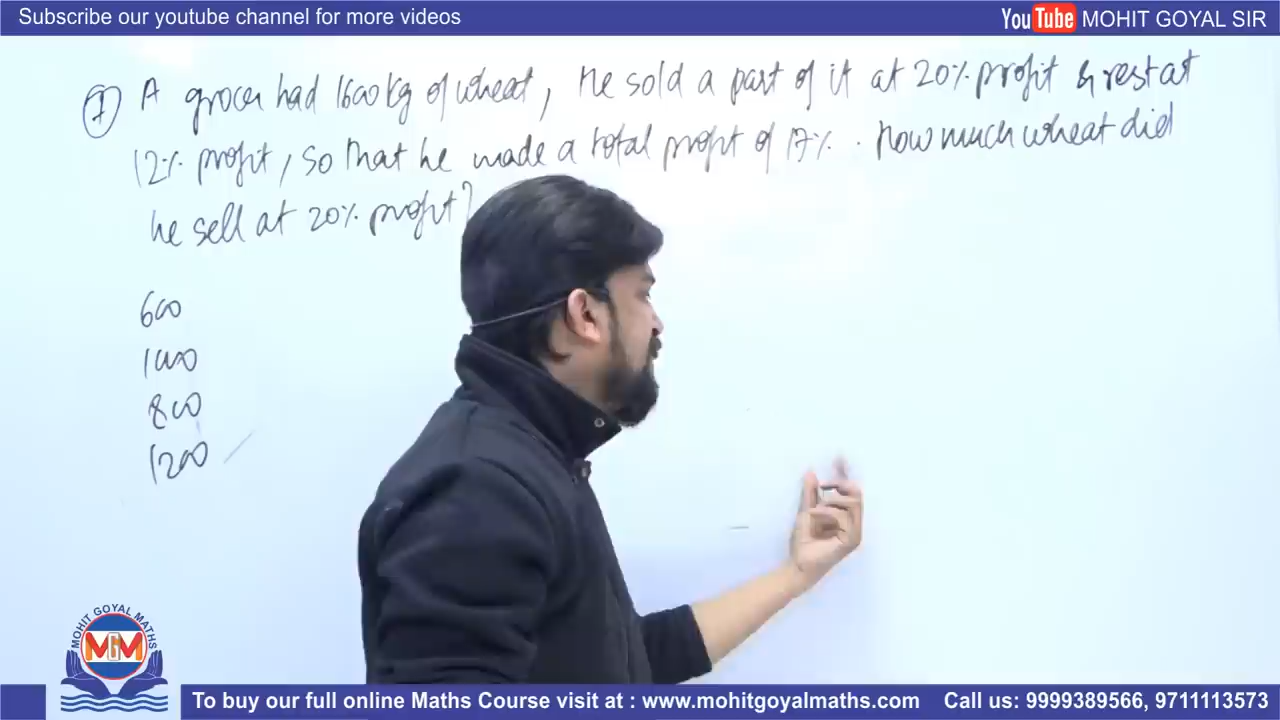 Subscribe our youtube channel for more videos
YouTube MOHIT GOYAL SIR
(I) A grocer had 1600kg of wheat, He sold a part of it at 20% profit & rest at
12% profit, so that he made a total profit of 17%. How much wheat did
he sell at 20% profit?
600
1000
800
1200
MOHIT GOYAL MATHS
MGM
To buy our full online Maths Course visit at : www.mohitgoyalmaths.com Call us: 9999389566, 9711113573